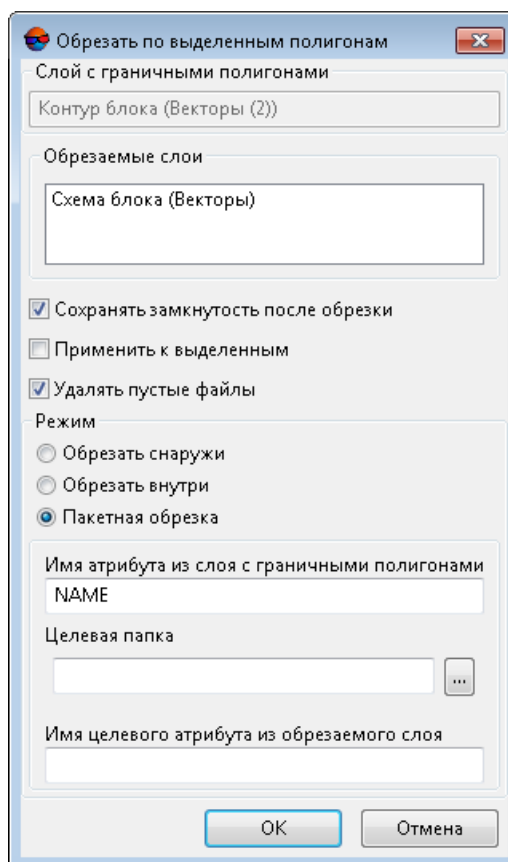 Обрезать по выделенным полигонам
Слой с граничными полигонами
Контур блока (Векторы (2))
Обрезаемые слои
Схема блока (Векторы)
Сохранять замкнутость после обрезки
Применить к выделенным
Удалять пустые файлы
Режим
Обрезать снаружи
Обрезать внутри
Пакетная обрезка
Имя атрибута из слоя с граничными полигонами
NAME
Целевая папка
...
Имя целевого атрибута из обрезаемого слоя
OK
Отмена